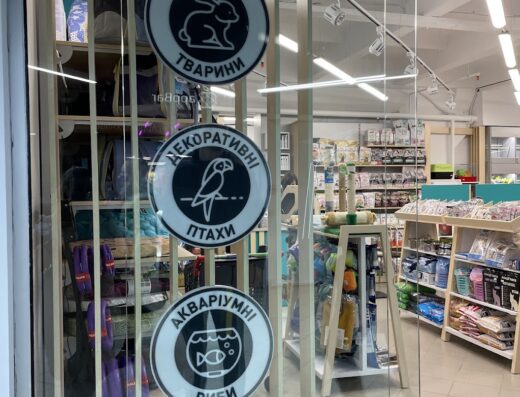 ТВАРИНИ
ДЕКОРАТИВНІ
ПТАХИ
АКВАРІУМНІ
РИБИ